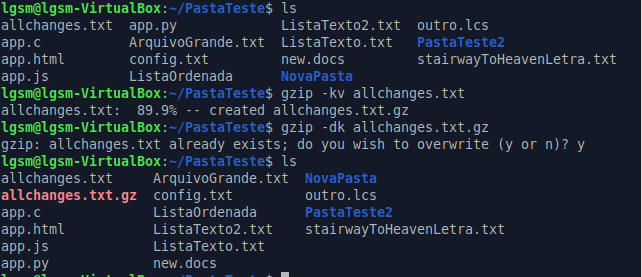 lgsm@lgsm-VirtualBox:~/PastaTeste$ ls
allchanges.txt  app.py             ListaTexto2.txt  outro.lcs
app.c           ArquivoGrande.txt  ListaTexto.txt   PastaTeste2
app.html        config.txt         new.docs         stairwayToHeavenLetra.txt
app.js          ListaOrdenada      NovaPasta
lgsm@lgsm-VirtualBox:~/PastaTeste$ gzip -kv allchanges.txt
allchanges.txt:  89.9% -- created allchanges.txt.gz
lgsm@lgsm-VirtualBox:~/PastaTeste$ gzip -dk allchanges.txt.gz
gzip: allchanges.txt already exists; do you wish to overwrite (y or n)? y
lgsm@lgsm-VirtualBox:~/PastaTeste$ ls
allchanges.txt     ArquivoGrande.txt  NovaPasta
allchanges.txt.gz  config.txt         outro.lcs
app.c              ListaOrdenada      PastaTeste2
app.html           ListaTexto2.txt    stairwayToHeavenLetra.txt
app.js             ListaTexto.txt
app.py             new.docs
lgsm@lgsm-VirtualBox:~/PastaTeste$